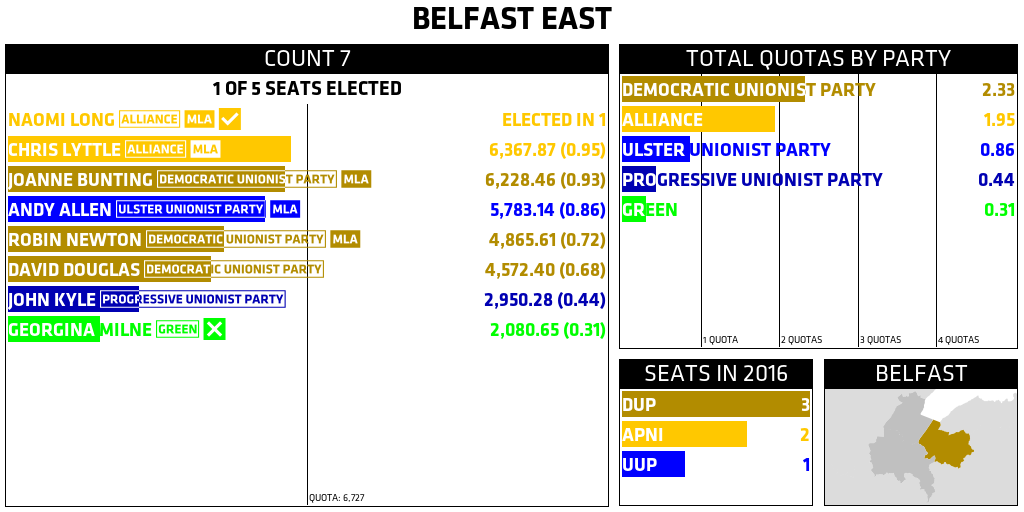 BELFAST EAST
COUNT 7
1 OF 5 SEATS ELECTED
NAOMI LONG ALLIANCE MLA ELECTED IN 1
CHRIS LYTTLE ALLIANCE MLA 6,367.87 (0.95)
JOANNE BUNTING DEMOCRATIC UNIONIST PARTY MLA 6,228.46 (0.93)
ANDY ALLEN ULSTER UNIONIST PARTY MLA 5,783.14 (0.86)
ROBIN NEWTON DEMOCRATIC UNIONIST PARTY MLA 4,865.61 (0.72)
DAVID DOUGLAS DEMOCRATIC UNIONIST PARTY 4,572.40 (0.68)
JOHN KYLE PROGRESSIVE UNIONIST PARTY 2,950.28 (0.44)
GEORGINA MILNE GREEN 2,080.65 (0.31)
QUOTA: 6,727
TOTAL QUOTAS BY PARTY
DEMOCRATIC UNIONIST PARTY 2.33
ALLIANCE 1.95
ULSTER UNIONIST PARTY 0.86
PROGRESSIVE UNIONIST PARTY 0.44
GREEN 0.31
1 QUOTA 2 QUOTAS 3 QUOTAS 4 QUOTAS
SEATS IN 2016
DUP 3
APNI 2
UUP 1
BELFAST